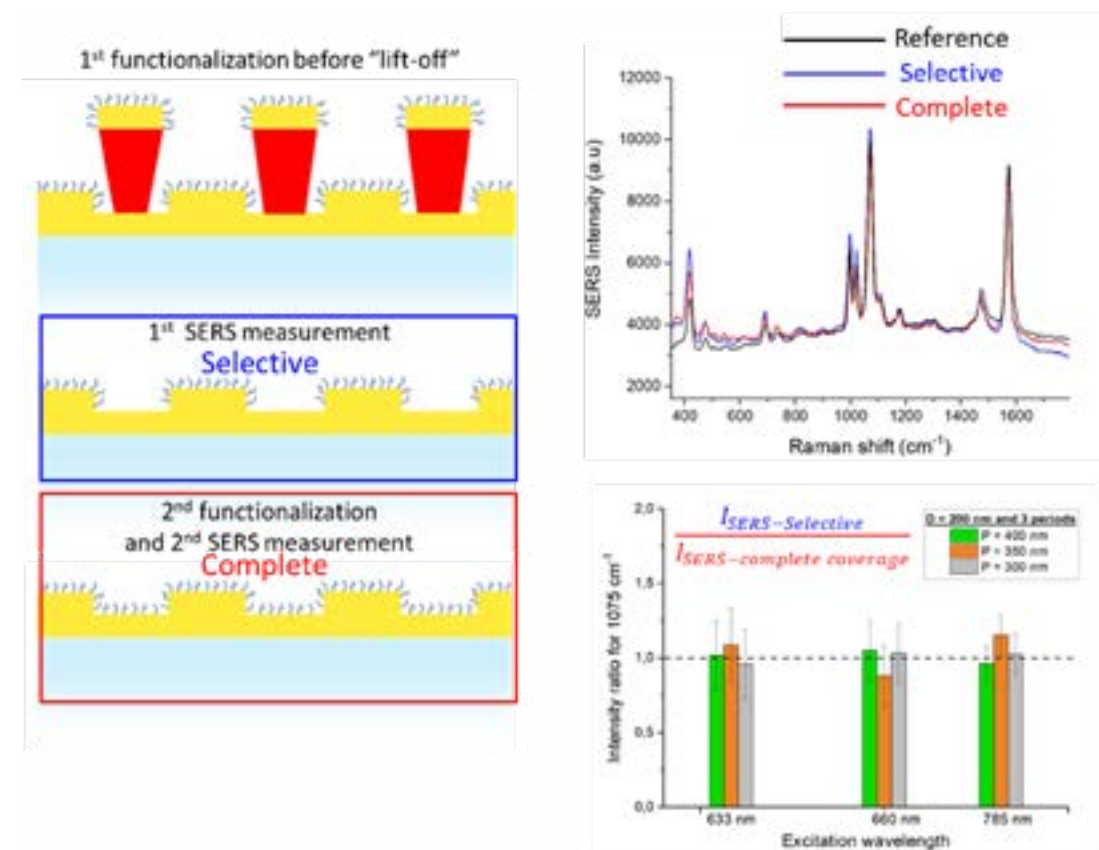 1st functionalization before "lift-off"
1st SERS measurement
Selective
2nd functionalization
and 2nd SERS measurement
Complete
Reference
Selective
Complete
12000
10000
8000
6000
4000
2000
SERS Intensity (a.u)
400 600 800 1000 1200 1400 1600
Raman shift (cm-1)
2,0
1,5
1,0
0,5
0,0
Intensity ratio for 1075 cm-1
ISERS-Selective
ISERS-complete coverage
D = 200 nm and 3 periods
P = 400 nm
P = 350 nm
P = 300 nm
633 nm 660 nm 785 nm
Excitation wavelength